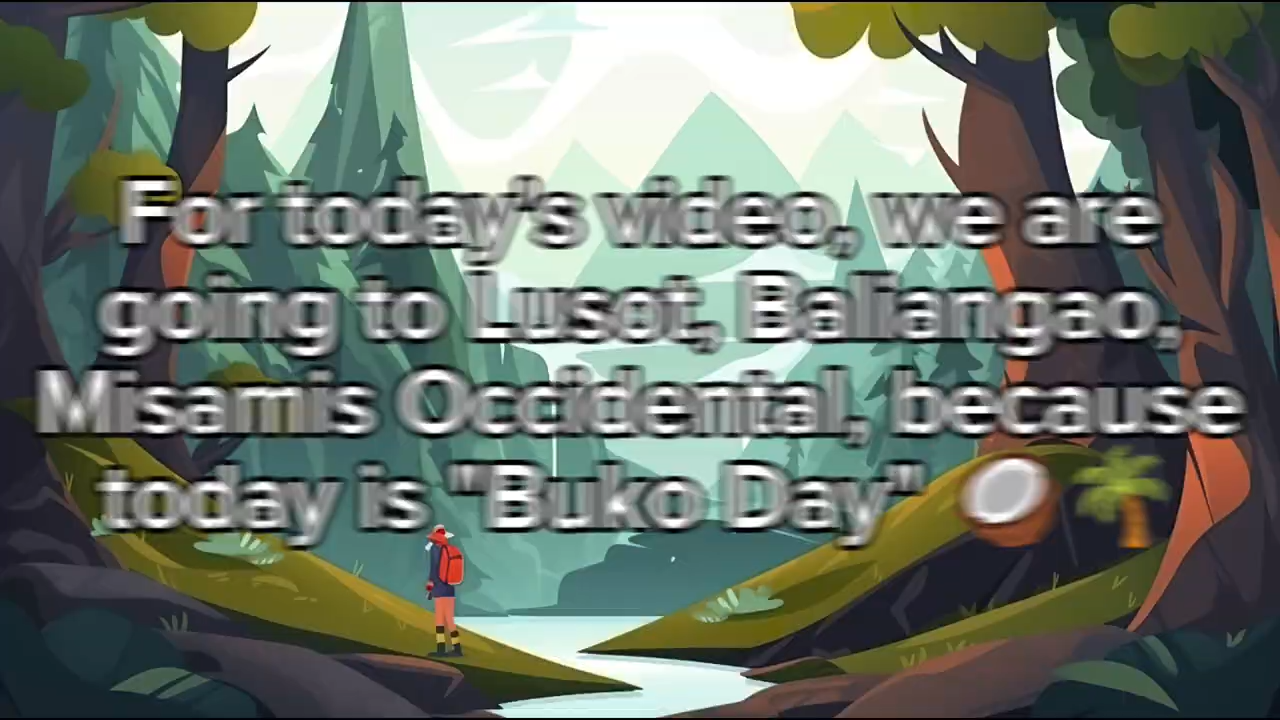 For today's video, we are
going to Lusot, Baliangao,
Misamis Occidental, because
today is "Buko Day" 🥥🌴